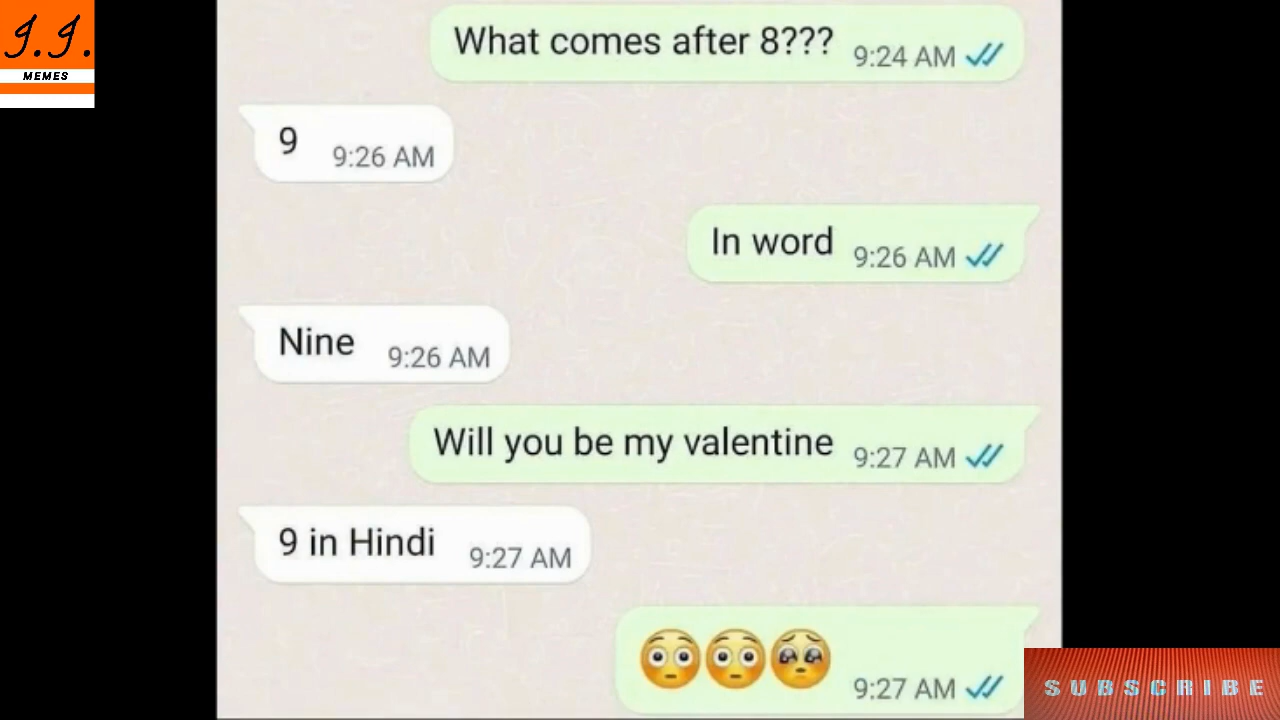 J.J.
MEMES
What comes after 8??? 9:24 AM
9 9:26 AM
In word 9:26 AM
Nine 9:26 AM
Will you be my valentine 9:27 AM
9 in Hindi 9:27 AM
😳😳🥺 9:27 AM
SUBSCRIBE